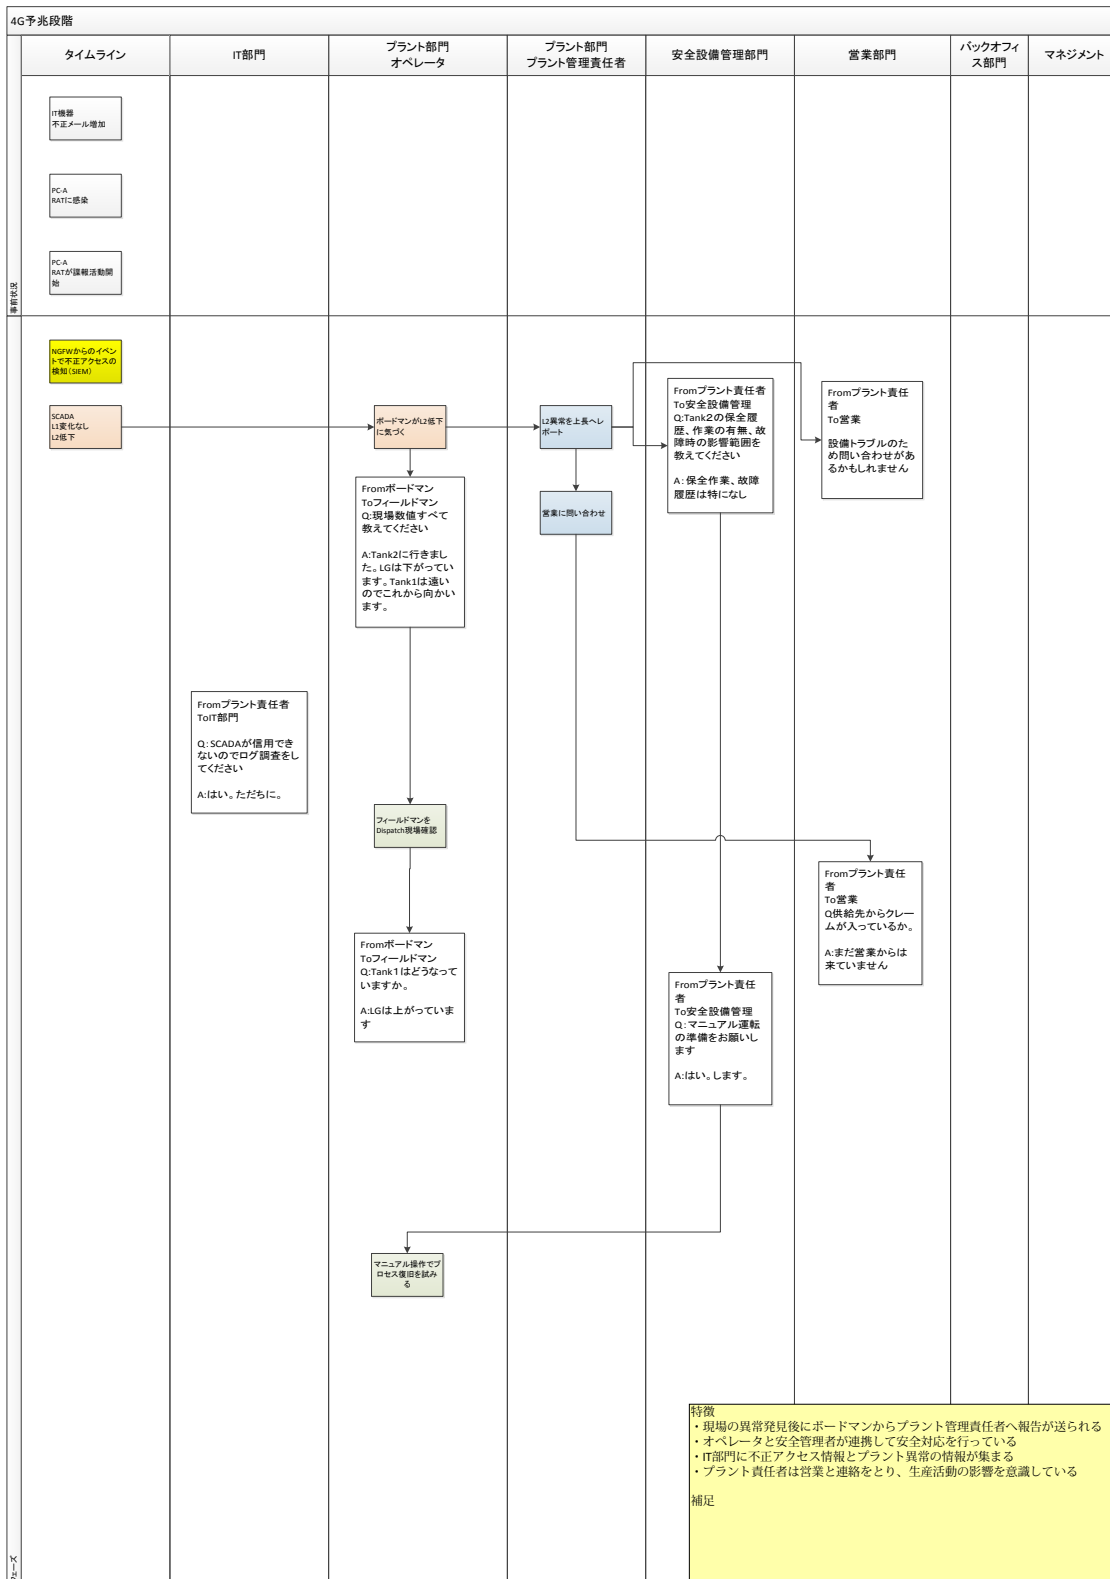 4G予兆段階
タイムライン
IT部門
プラント部門
オペレータ
プラント部門
プラント管理責任者
安全設備管理部門
営業部門
バックオフィ
ス部門
マネジメント
事前状況
IT機器
不正メール増加
PC-A
RATに感染
PC-A
RATが諜報活動開
始
NGFWからのイベン
トで不正アクセスの
検知(SIEM)
SCADA
L1変化なし
L2低下
ボードマンがL2低下
に気づく
L2異常を上長へレ
ポート
Fromプラント責任者
To安全設備管理
Q:Tank2の保全履
歴、作業の有無、故
障時の影響範囲を
教えてください
A:保全作業、故障
履歴は特になし
Fromプラント責任
者
To営業
設備トラブルのた
め問い合わせがあ
るかもしれません
Fromボードマン
Toフィールドマン
Q:現場数値すべて
教えてください
A:Tank2に行きまし
た。LGは下がってい
ます。Tank1は遠い
のでこれから向かい
ます。
営業に問い合わせ
Fromプラント責任者
ToIT部門
Q:SCADAが信用でき
ないのでログ調査をし
てください
A:はい。ただちに。
フィールドマンを
Dispatch現場確認
Fromプラント責任
者
To営業
Q供給先からクレー
ムが入っているか。
A:まだ営業からは
来ていません
Fromボードマン
Toフィールドマン
Q:Tank1はどうなって
いますか。
A:LGは上がっていま
す
Fromプラント責任
者
To安全設備管理
Q:マニュアル運転
の準備をお願いし
ます
A:はい。します。
マニュアル操作でプ
ロセス復旧を試み
る
特徴
・現場の異常発見後にボードマンからプラント管理責任者へ報告が送られる
・オペレータと安全管理者が連携して安全対応を行っている
・IT部門に不正アクセス情報とプラント異常の情報が集まる
・プラント責任者は営業と連絡をとり、生産活動の影響を意識している
補足
ェーズ